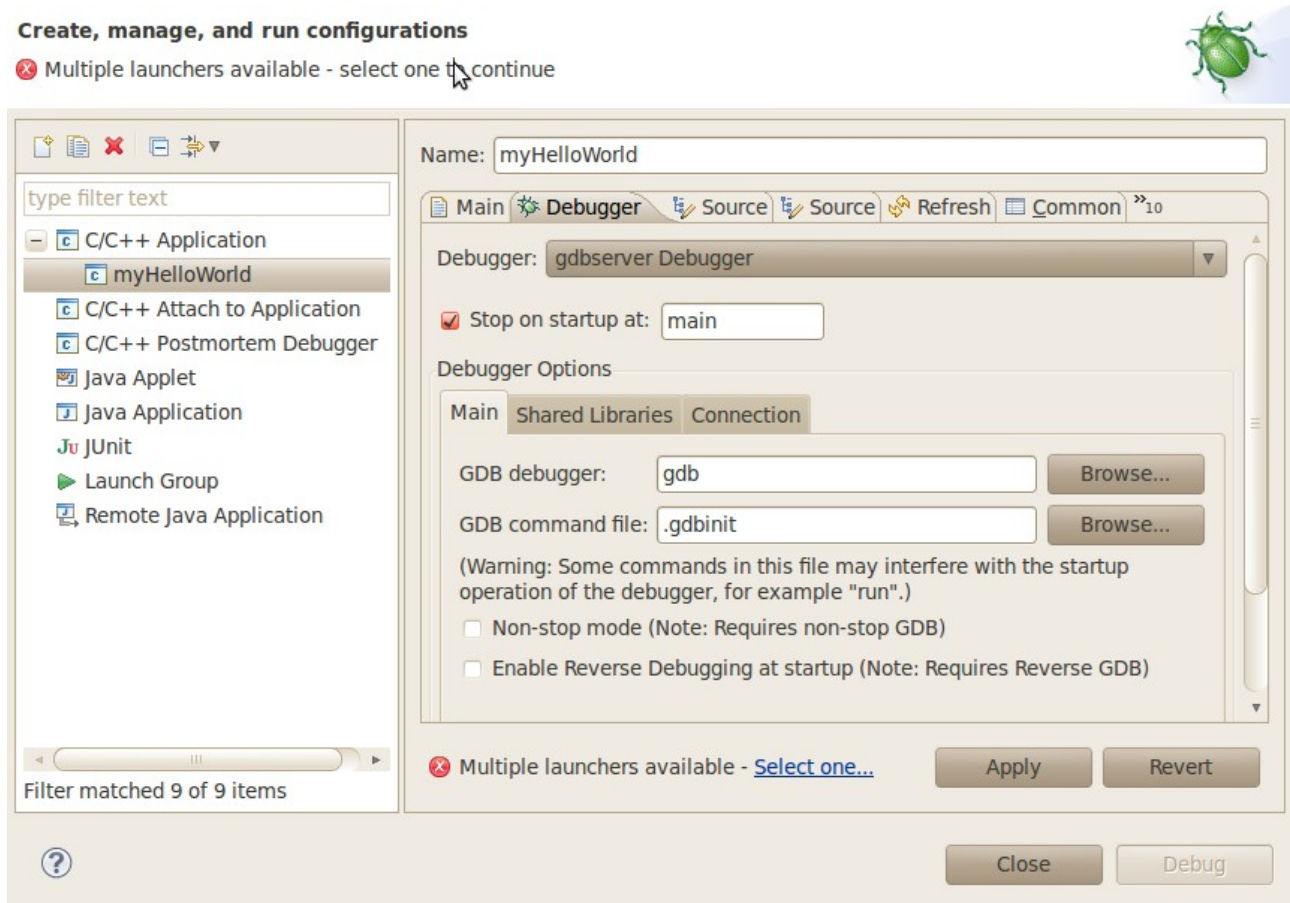 Create, manage, and run configurations
Multiple launchers available - select one to continue
type filter text
C/C++ Application
myHelloWorld
C/C++ Attach to Application
C/C++ Postmortem Debugger
Java Applet
Java Application
Ju JUnit
Launch Group
Remote Java Application
Filter matched 9 of 9 items
Name: myHelloWorld
Main Debugger Source Source Refresh Common »10
Debugger: gdbserver Debugger
Stop on startup at: main
Debugger Options
Main Shared Libraries Connection
GDB debugger: gdb Browse...
GDB command file: .gdbinit Browse...
(Warning: Some commands in this file may interfere with the startup
operation of the debugger, for example "run".)
Non-stop mode (Note: Requires non-stop GDB)
Enable Reverse Debugging at startup (Note: Requires Reverse GDB)
Multiple launchers available - Select one... Apply Revert
Close Debug